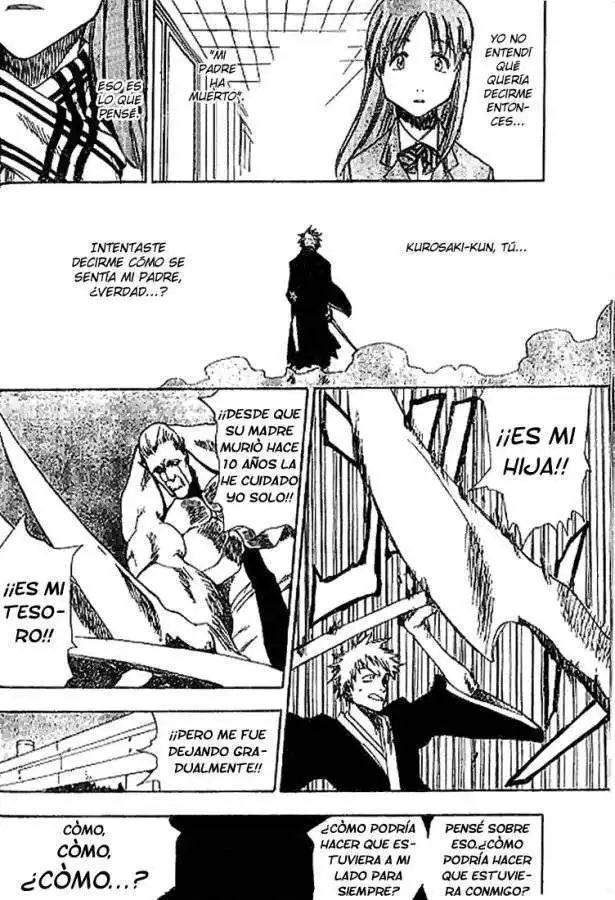 YO NO
ENTENDÍ
QUÉ
QUERÍA
DECIRME
ENTON-
CES...
"MI
PADRE
HA
MUERTO".
ESO ES
LO QUE
PENSÉ.
KUROSAKI-KUN, TÚ...
INTENTASTE
DECIRME CÓMO SE
SENTÍA MI PADRE,
¿VERDAD...?
¡¡ES MI
HIJA!!
¡¡DESDE QUE
SU MADRE
MURIÒ HACE
10 AÑOS LA
HE CUIDADO
YO SOLO!!
¡¡ES MI
TESO-
RO!!
¡¡PERO ME FUE
DEJANDO GRA-
DUALMENTE!!
PENSÉ SOBRE
ESO.¿CÒMO
PODRÍA HACER
QUE ESTUVIE-
RA CONMIGO?
¿CÒMO PODRÍA
HACER QUE ES-
TUVIERA A MI
LADO PARA
SIEMPRE?
CÒMO,
CÒMO,
¿CÒMO...?